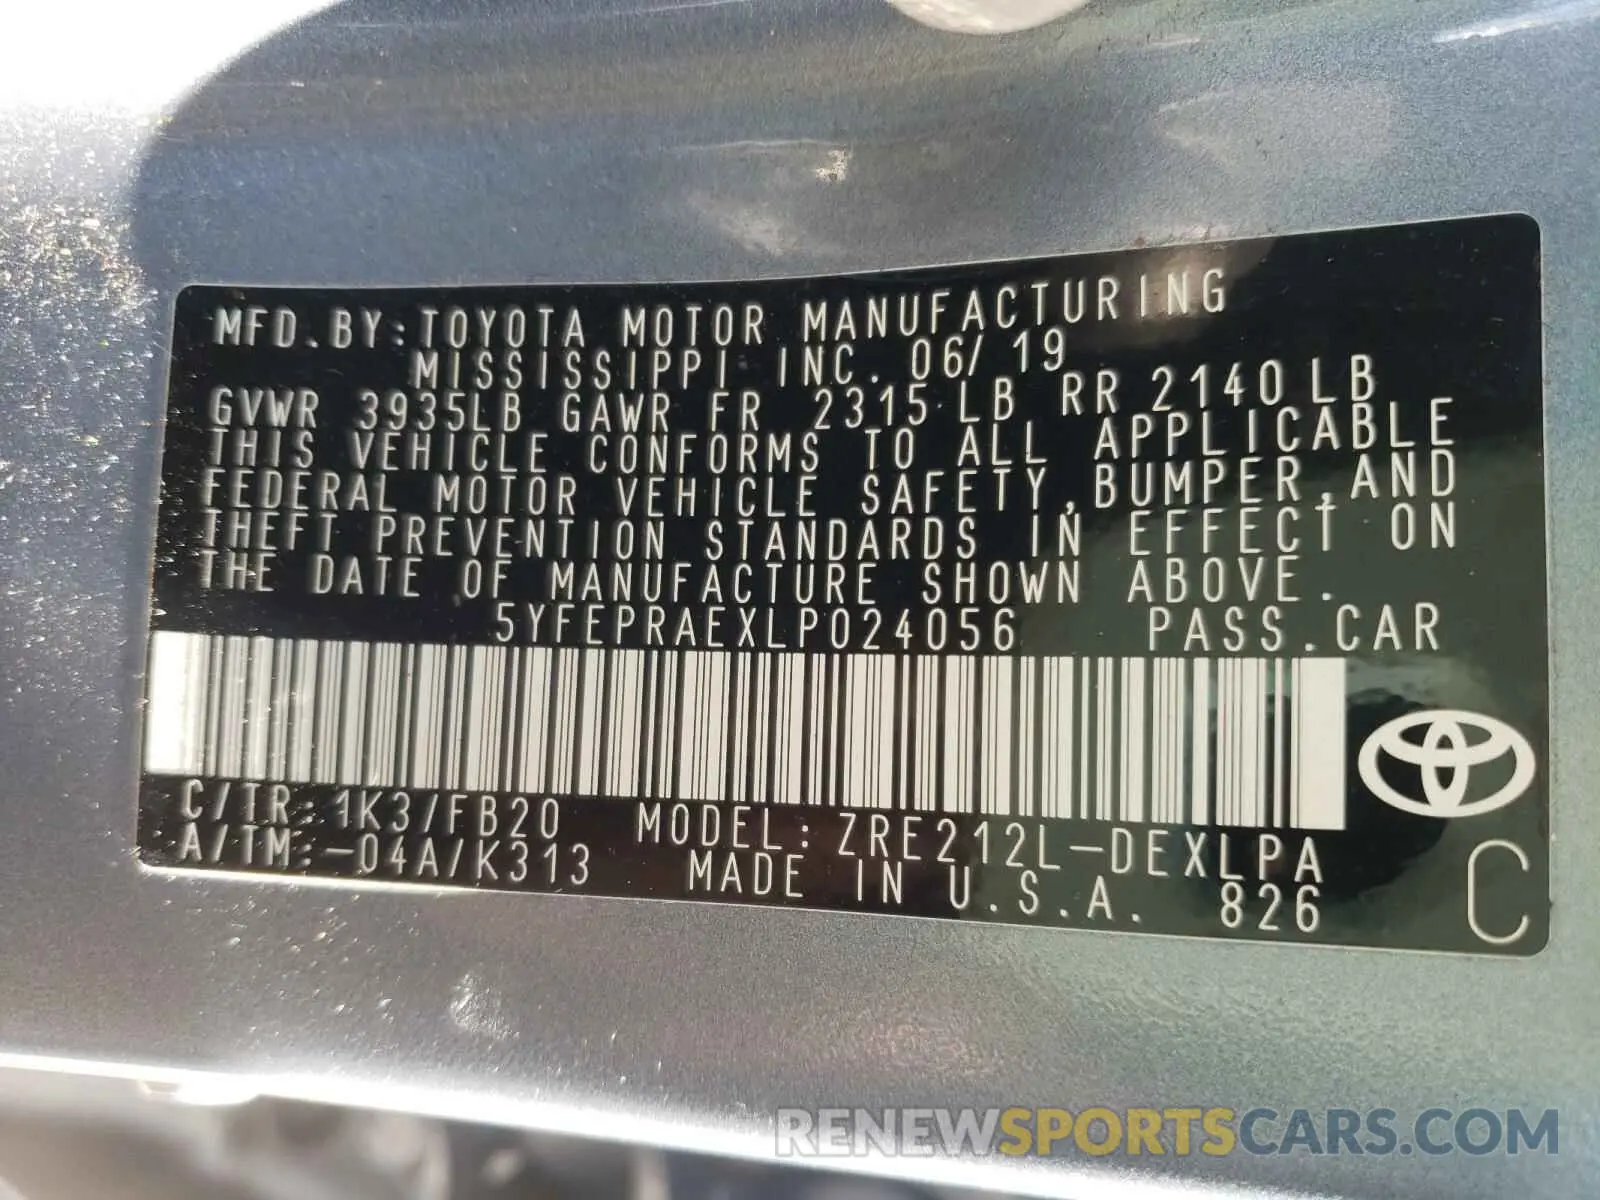 MFD.BY:TOYOTA MOTOR MANUFACTURING
MISSISSIPPI INC. 06/19
GVWR 3935LB GAWR FR 2315 LB RR 2140LB
THIS VEHICLE CONFORMS TO ALL APPLICABLE
FEDERAL MOTOR VEHICLE SAFETY,BUMPER,AND
THEFT PREVENTION STANDARDS IN EFFECT ON
THE DATE OF MANUFACTURE SHOWN ABOVE.
5YFEPRAEXLP024056 PASS.CAR
C/TR:1K3/FB20 MODEL:ZRE212L-DEXLPA
A/TM:-04A/K313 MADE IN U.S.A. 826
C
RENEWSPORTSCARS.COM